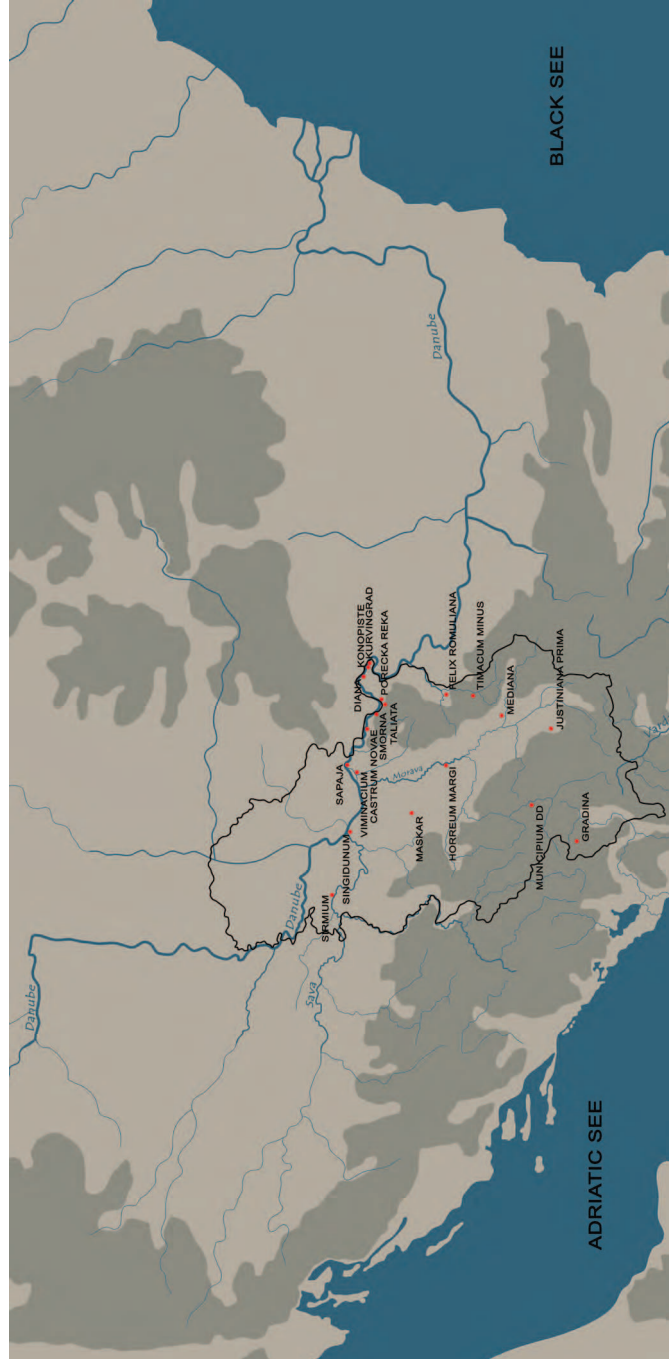 BLACK SEE
Danube
Danube
Danube
Sava
Morava
DIANA
KONOPISTE
KURVINGRAD
PORECKA REKA
SMORNA
TALIATA
SAPAJA
VIMINACIUM
CASTRUM NOVAE
SINGIDUNUM
SIRMIUM
MASKAR
HORREUM MARGI
FELIX ROMULIANA
TIMACUM MINUS
MEDIANA
JUSTINIANA PRIMA
MUNICIPIUM DD
GRADINA
ADRIATIC SEE